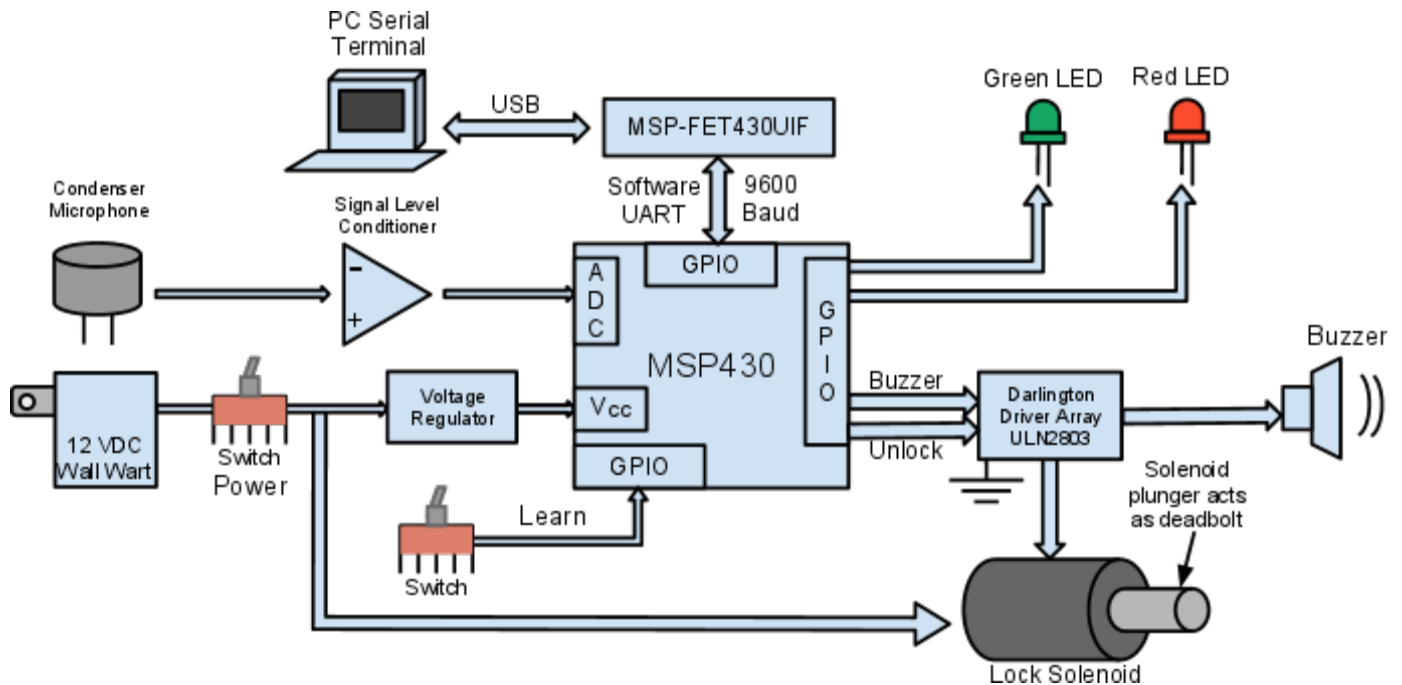 PC Serial
Terminal
USB
MSP-FET430UIF
Green LED
Red LED
Condenser
Microphone
Signal Level
Conditioner
Software
UART
9600
Baud
GPIO
A
D
C
G
P
I
O
MSP430
Buzzer
12 VDC
Wall Wart
Switch
Power
Voltage
Regulator
Vcc
GPIO
Buzzer
Unlock
Darlington
Driver Array
ULN2803
Learn
Switch
Solenoid
plunger acts
as deadbolt
Lock Solenoid
-
+